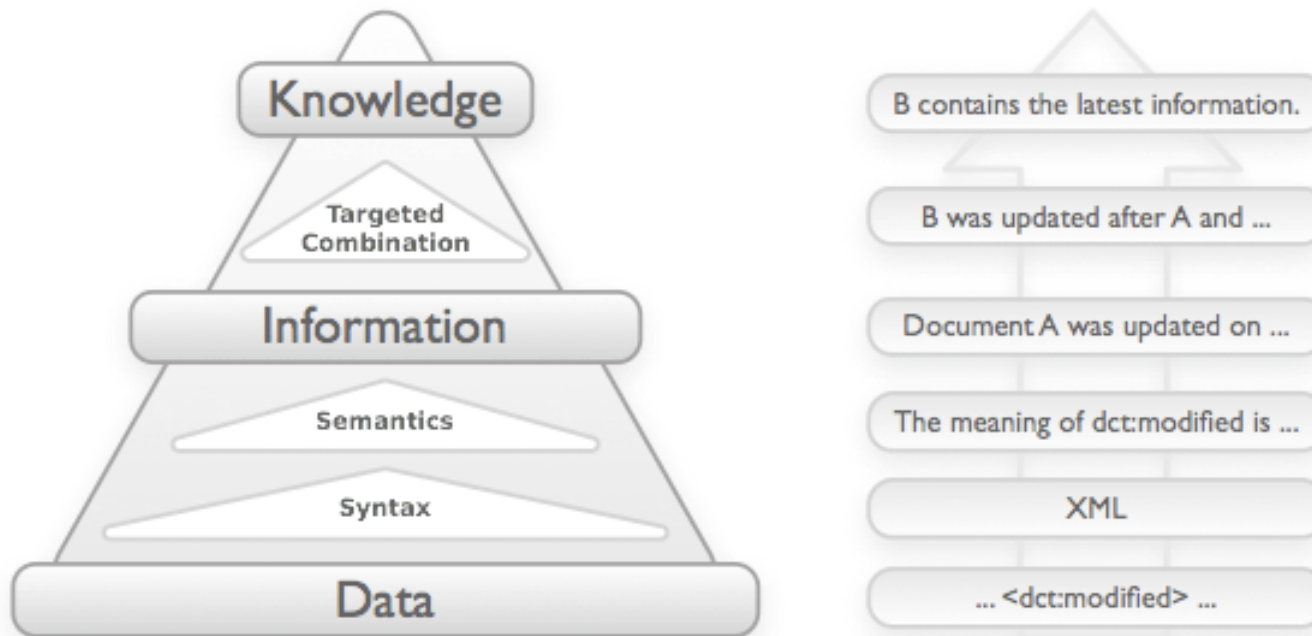 Knowledge
Targeted
Combination
Information
Semantics
Syntax
Data
B contains the latest information.
B was updated after A and ...
Document A was updated on ...
The meaning of dct:modified is ...
XML
... <dct:modified> ...